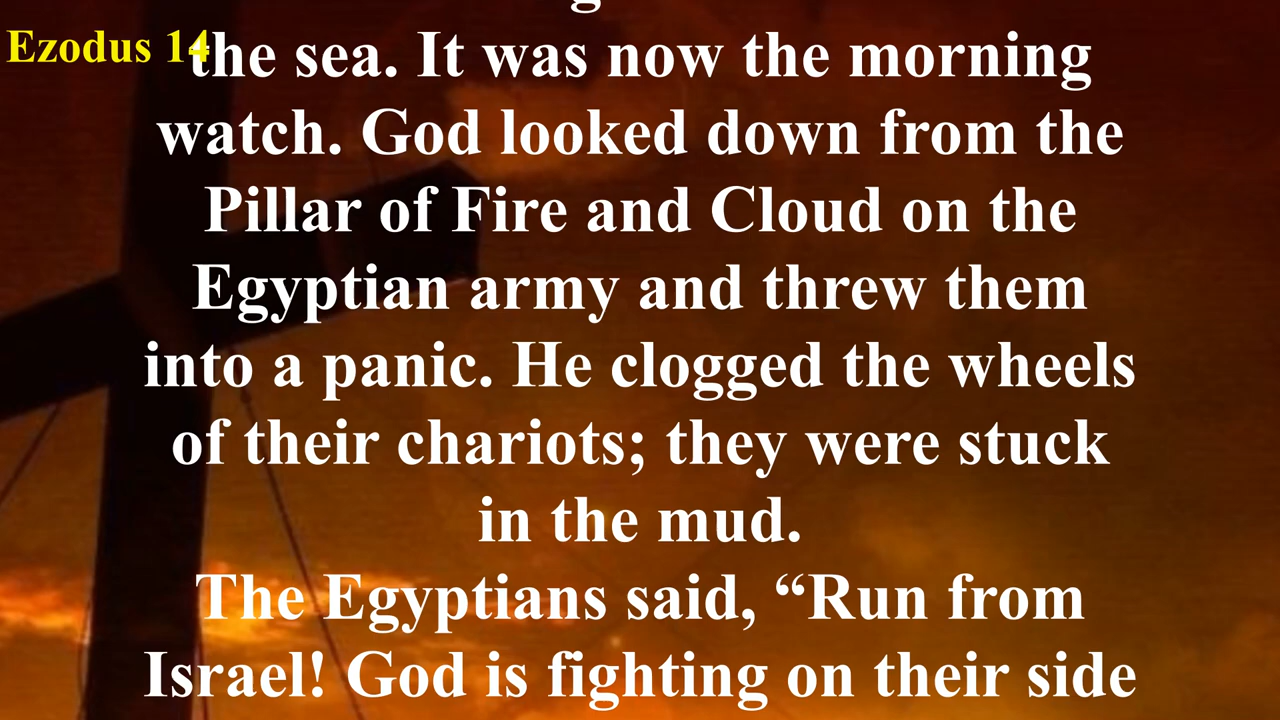 Ezodus 14
the sea. It was now the morning
watch. God looked down from the
Pillar of Fire and Cloud on the
Egyptian army and threw them
into a panic. He clogged the wheels
of their chariots; they were stuck
in the mud.
The Egyptians said, “Run from
Israel! God is fighting on their side